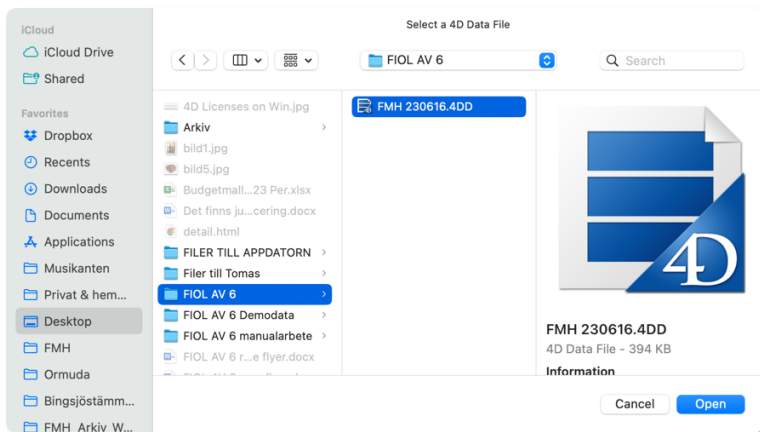 Select a 4D Data File
iCloud
iCloud Drive
Shared
Favorites
Dropbox
Recents
Downloads
Documents
Applications
Musikanten
Privat & hem...
Desktop
FMH
Ormuda
Bingsjöstämm...
FMH Arkiv W...
FIOL AV 6
Search
4D Licenses on Win.jpg
Arkiv
bild1.jpg
bild5.jpg
Budgetmall...23 Per.xlsx
Det finns ju...cering.docx
detail.html
FILER TILL APPDATORN
Filer till Tomas
FIOL AV 6
FIOL AV 6 Demodata
FIOL AV 6 manualarbete
FIOL AV 6 r...e flyer.docx
FMH 230616.4DD
4D
FMH 230616.4DD
4D Data File - 394 KB
Information
Cancel
Open